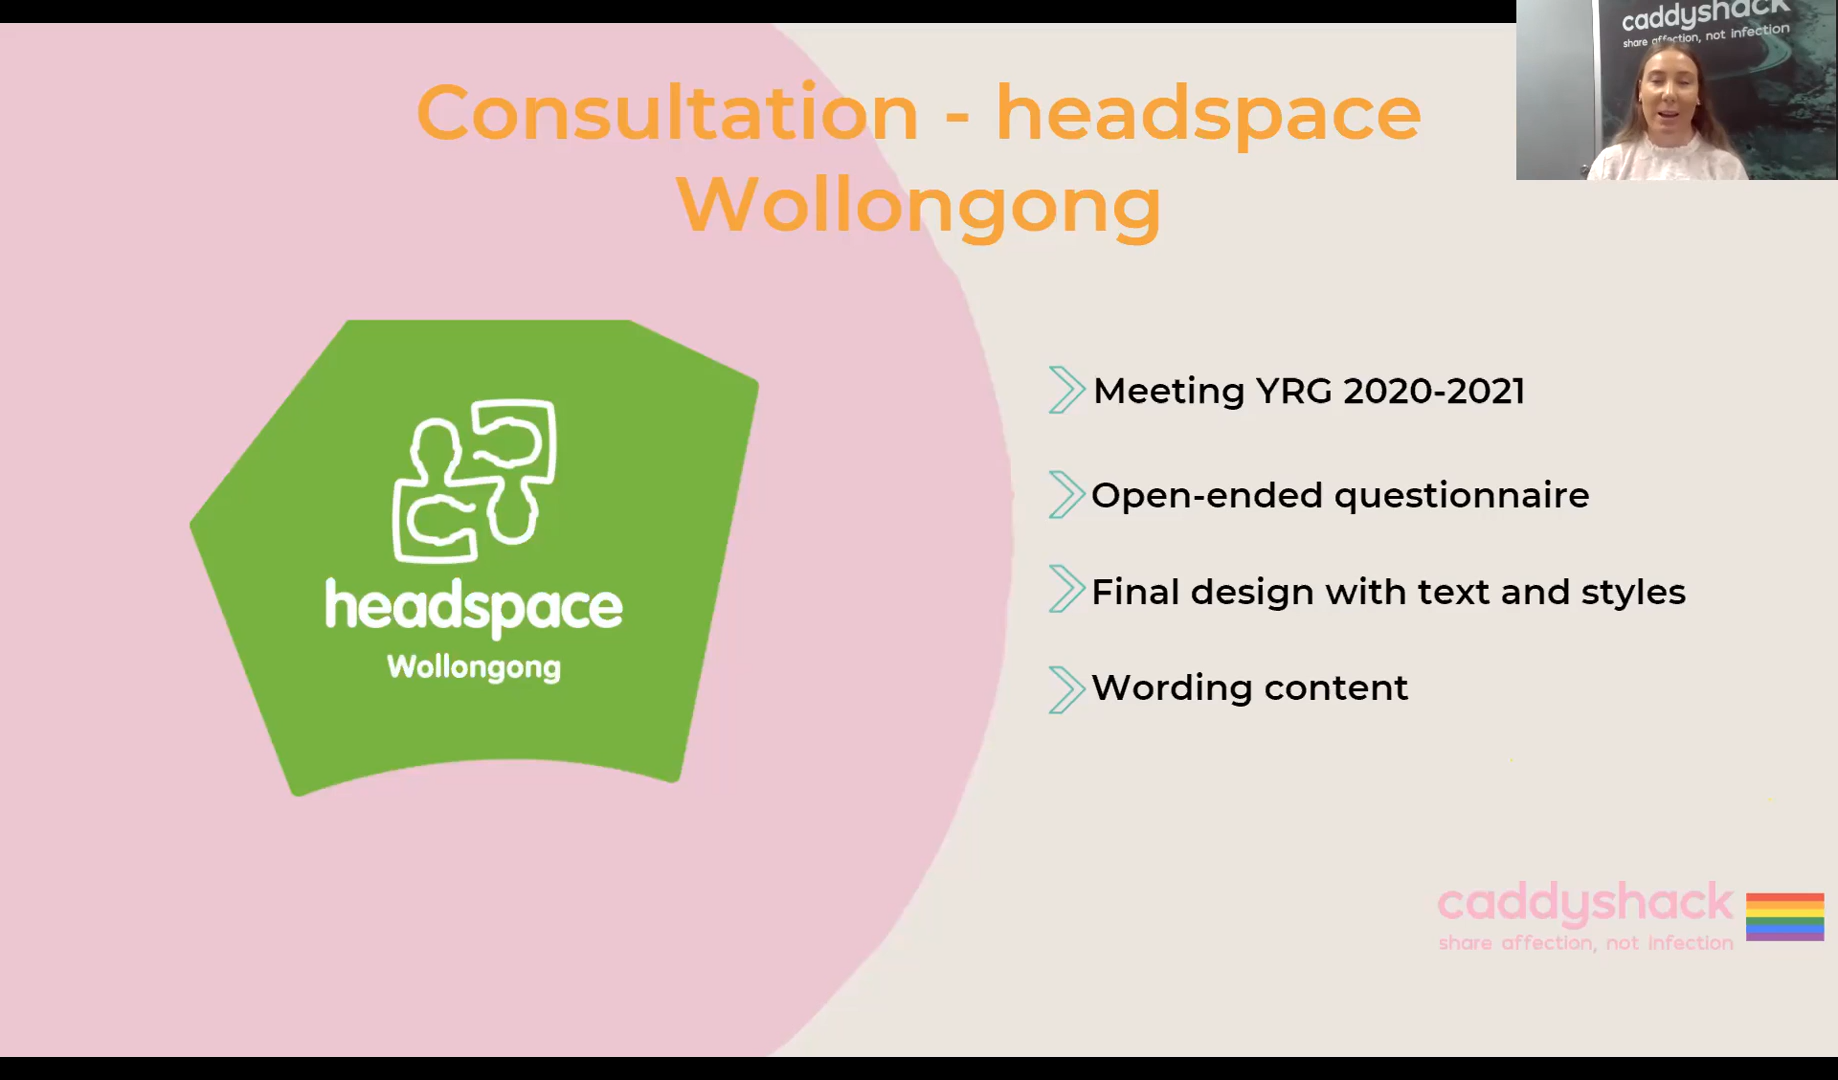 caddyshack
share affection, not infection
Consultation - headspace
Wollongong
headspace
Wollongong
Meeting YRG 2020-2021
Open-ended questionnaire
Final design with text and styles
Wording content
caddyshack
share affection, not infection